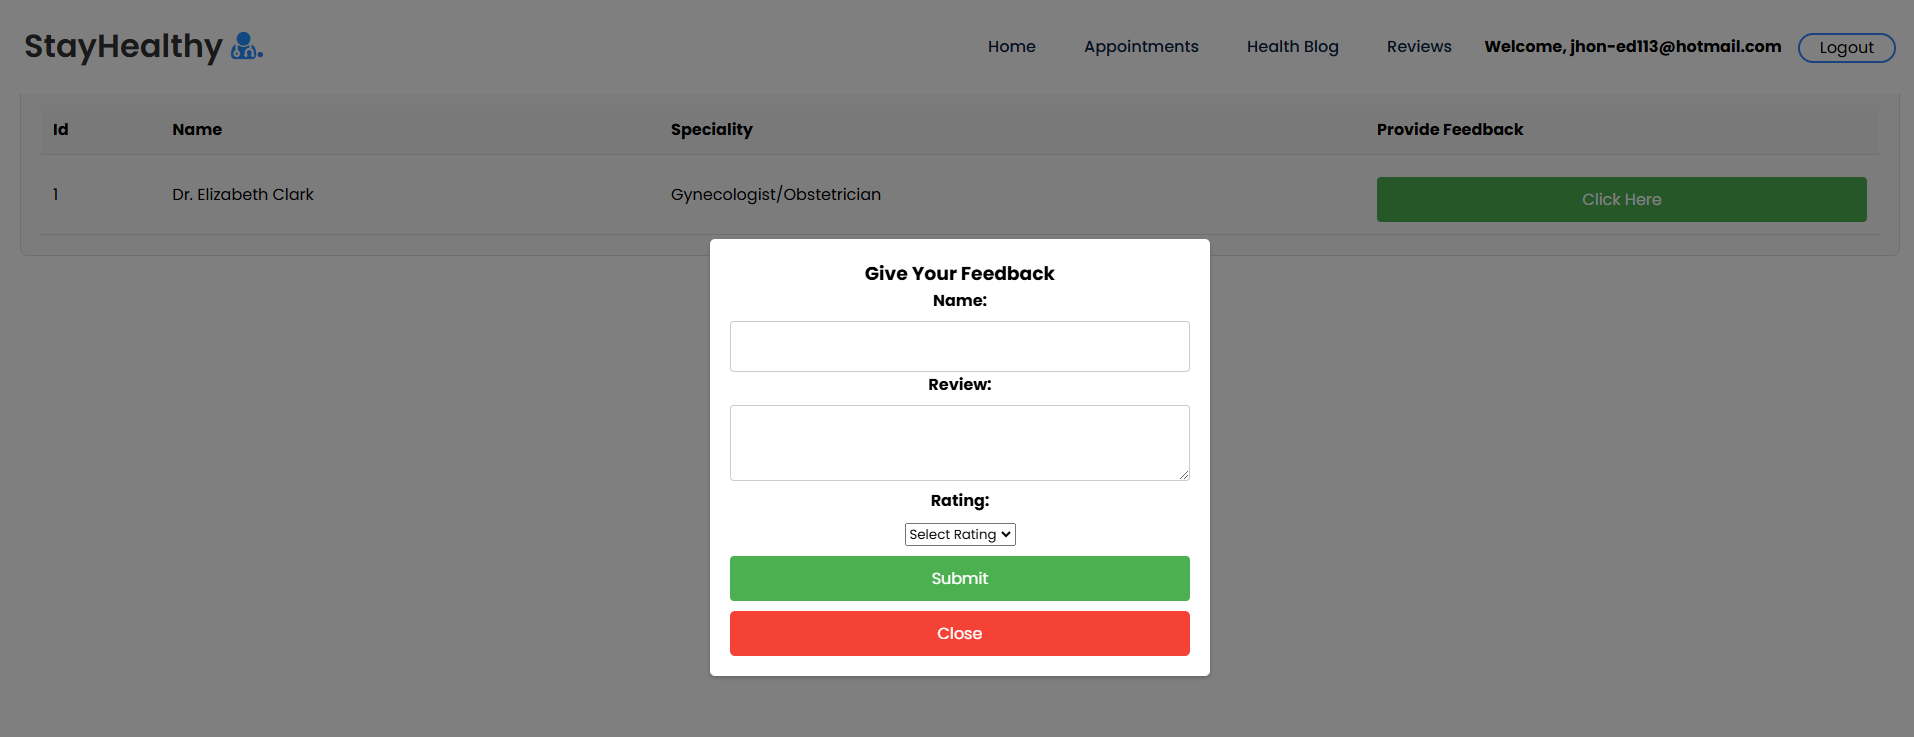 StayHealthy
Home Appointments Health Blog Reviews Welcome, jhon-ed113@hotmail.com Logout
Id Name Speciality Provide Feedback
1 Dr. Elizabeth Clark Gynecologist/Obstetrician Click Here
Give Your Feedback
Name:
Review:
Rating:
Select Rating
Submit
Close